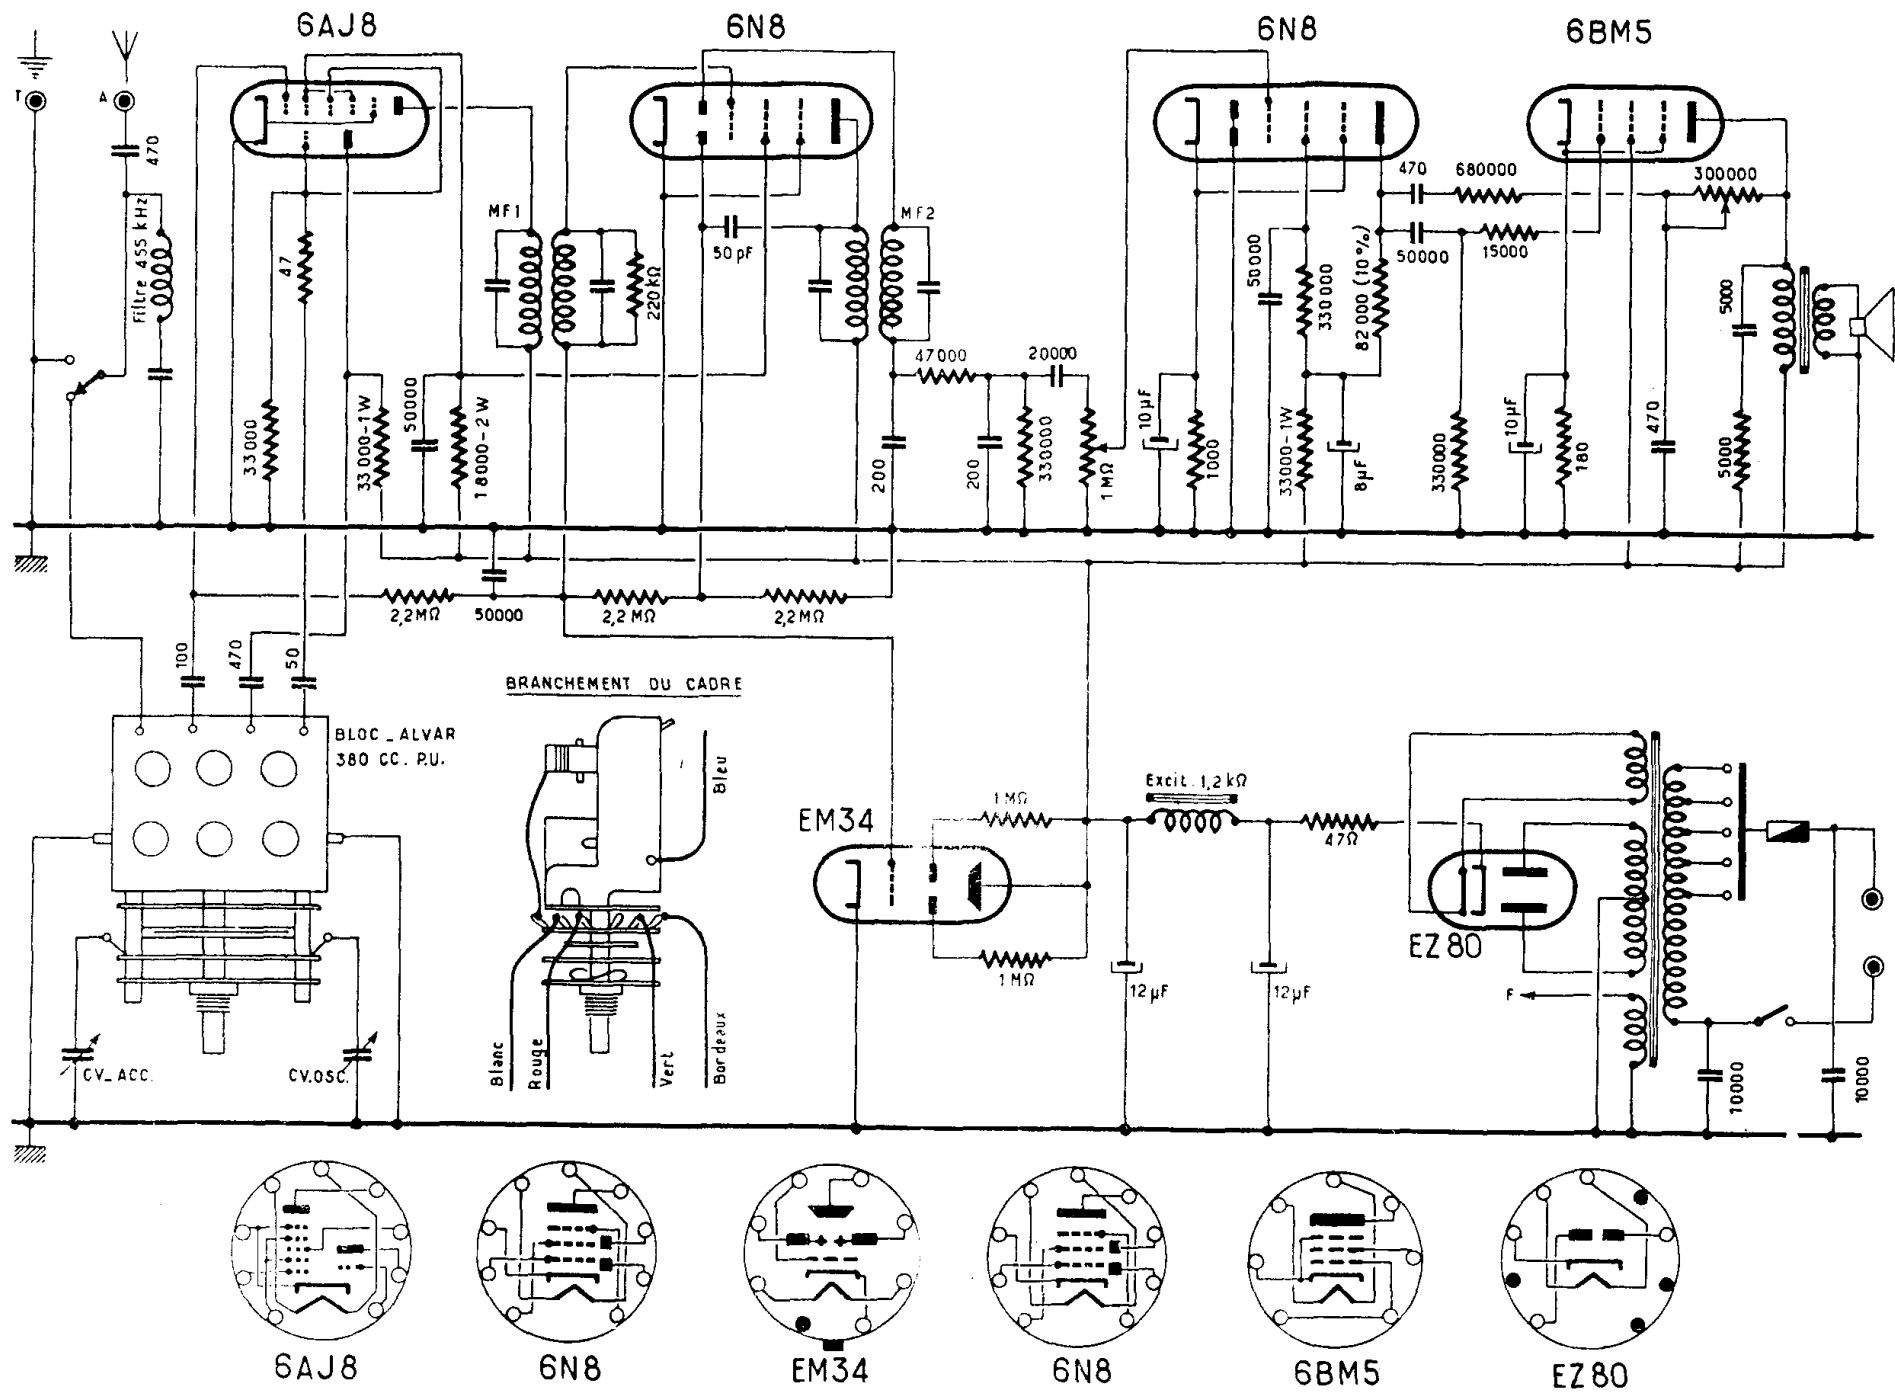 6AJ8
6N8
6N8
6BM5
T
A
470
Filtre 455 kHz
47
33000
33000-1W
50000
18000-2W
MF1
220kΩ
50 pF
MF2
47000
20000
200
200
330000
1MΩ
10µF
1000
50000
330000
82000 (10%)
33000-1W
8µF
470
680000
300000
50000
15000
330000
10µF
180
470
5000
5000
2,2MΩ
50000
2,2MΩ
2,2MΩ
100
470
50
BLOC_ALVAR
380 CC. P.U.
CV_ACC.
CV.OSC.
BRANCHEMENT DU CADRE
Bleu
Blanc
Rouge
Vert
Bordeaux
EM34
1MΩ
1MΩ
Excit. 1,2kΩ
12µF
12µF
47Ω
EZ80
F
10000
10000
6AJ8
6N8
EM34
6N8
6BM5
EZ80